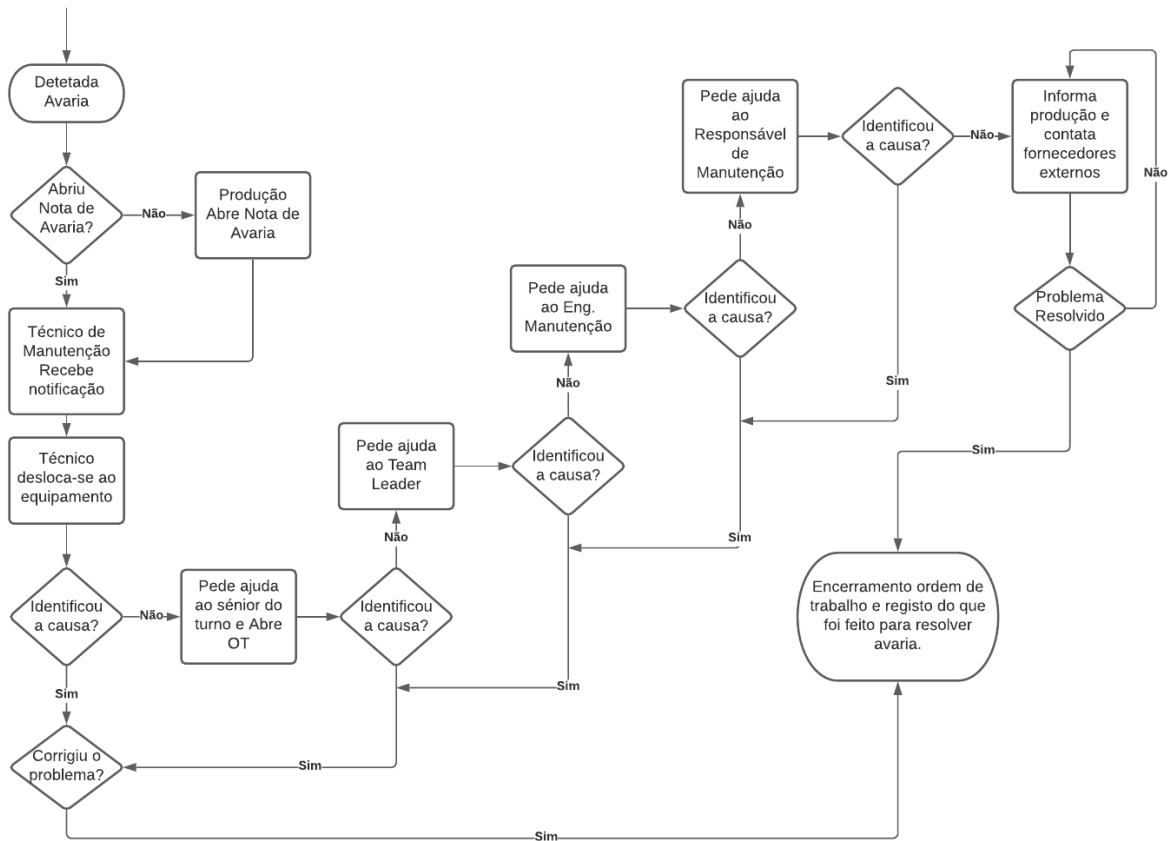 Detetada
Avaria
Abriu
Nota de
Avaria?
Não
Produção
Abre Nota de
Avaria
Sim
Técnico de
Manutenção
Recebe
notificação
Técnico
desloca-se ao
equipamento
Identificou
a causa?
Não
Pede ajuda
ao sénior do
turno e Abre
OT
Identificou
a causa?
Não
Pede ajuda
ao Team
Leader
Identificou
a causa?
Não
Pede ajuda
ao Eng.
Manutenção
Identificou
a causa?
Não
Pede ajuda
ao
Responsável
de
Manutenção
Identificou
a causa?
Não
Informa
produção e
contata
fornecedores
externos
Não
Problema
Resolvido
Sim
Sim
Sim
Sim
Sim
Sim
Corrigiu o
problema?
Sim
Encerramento ordem de
trabalho e registo do que
foi feito para resolver
avaria.